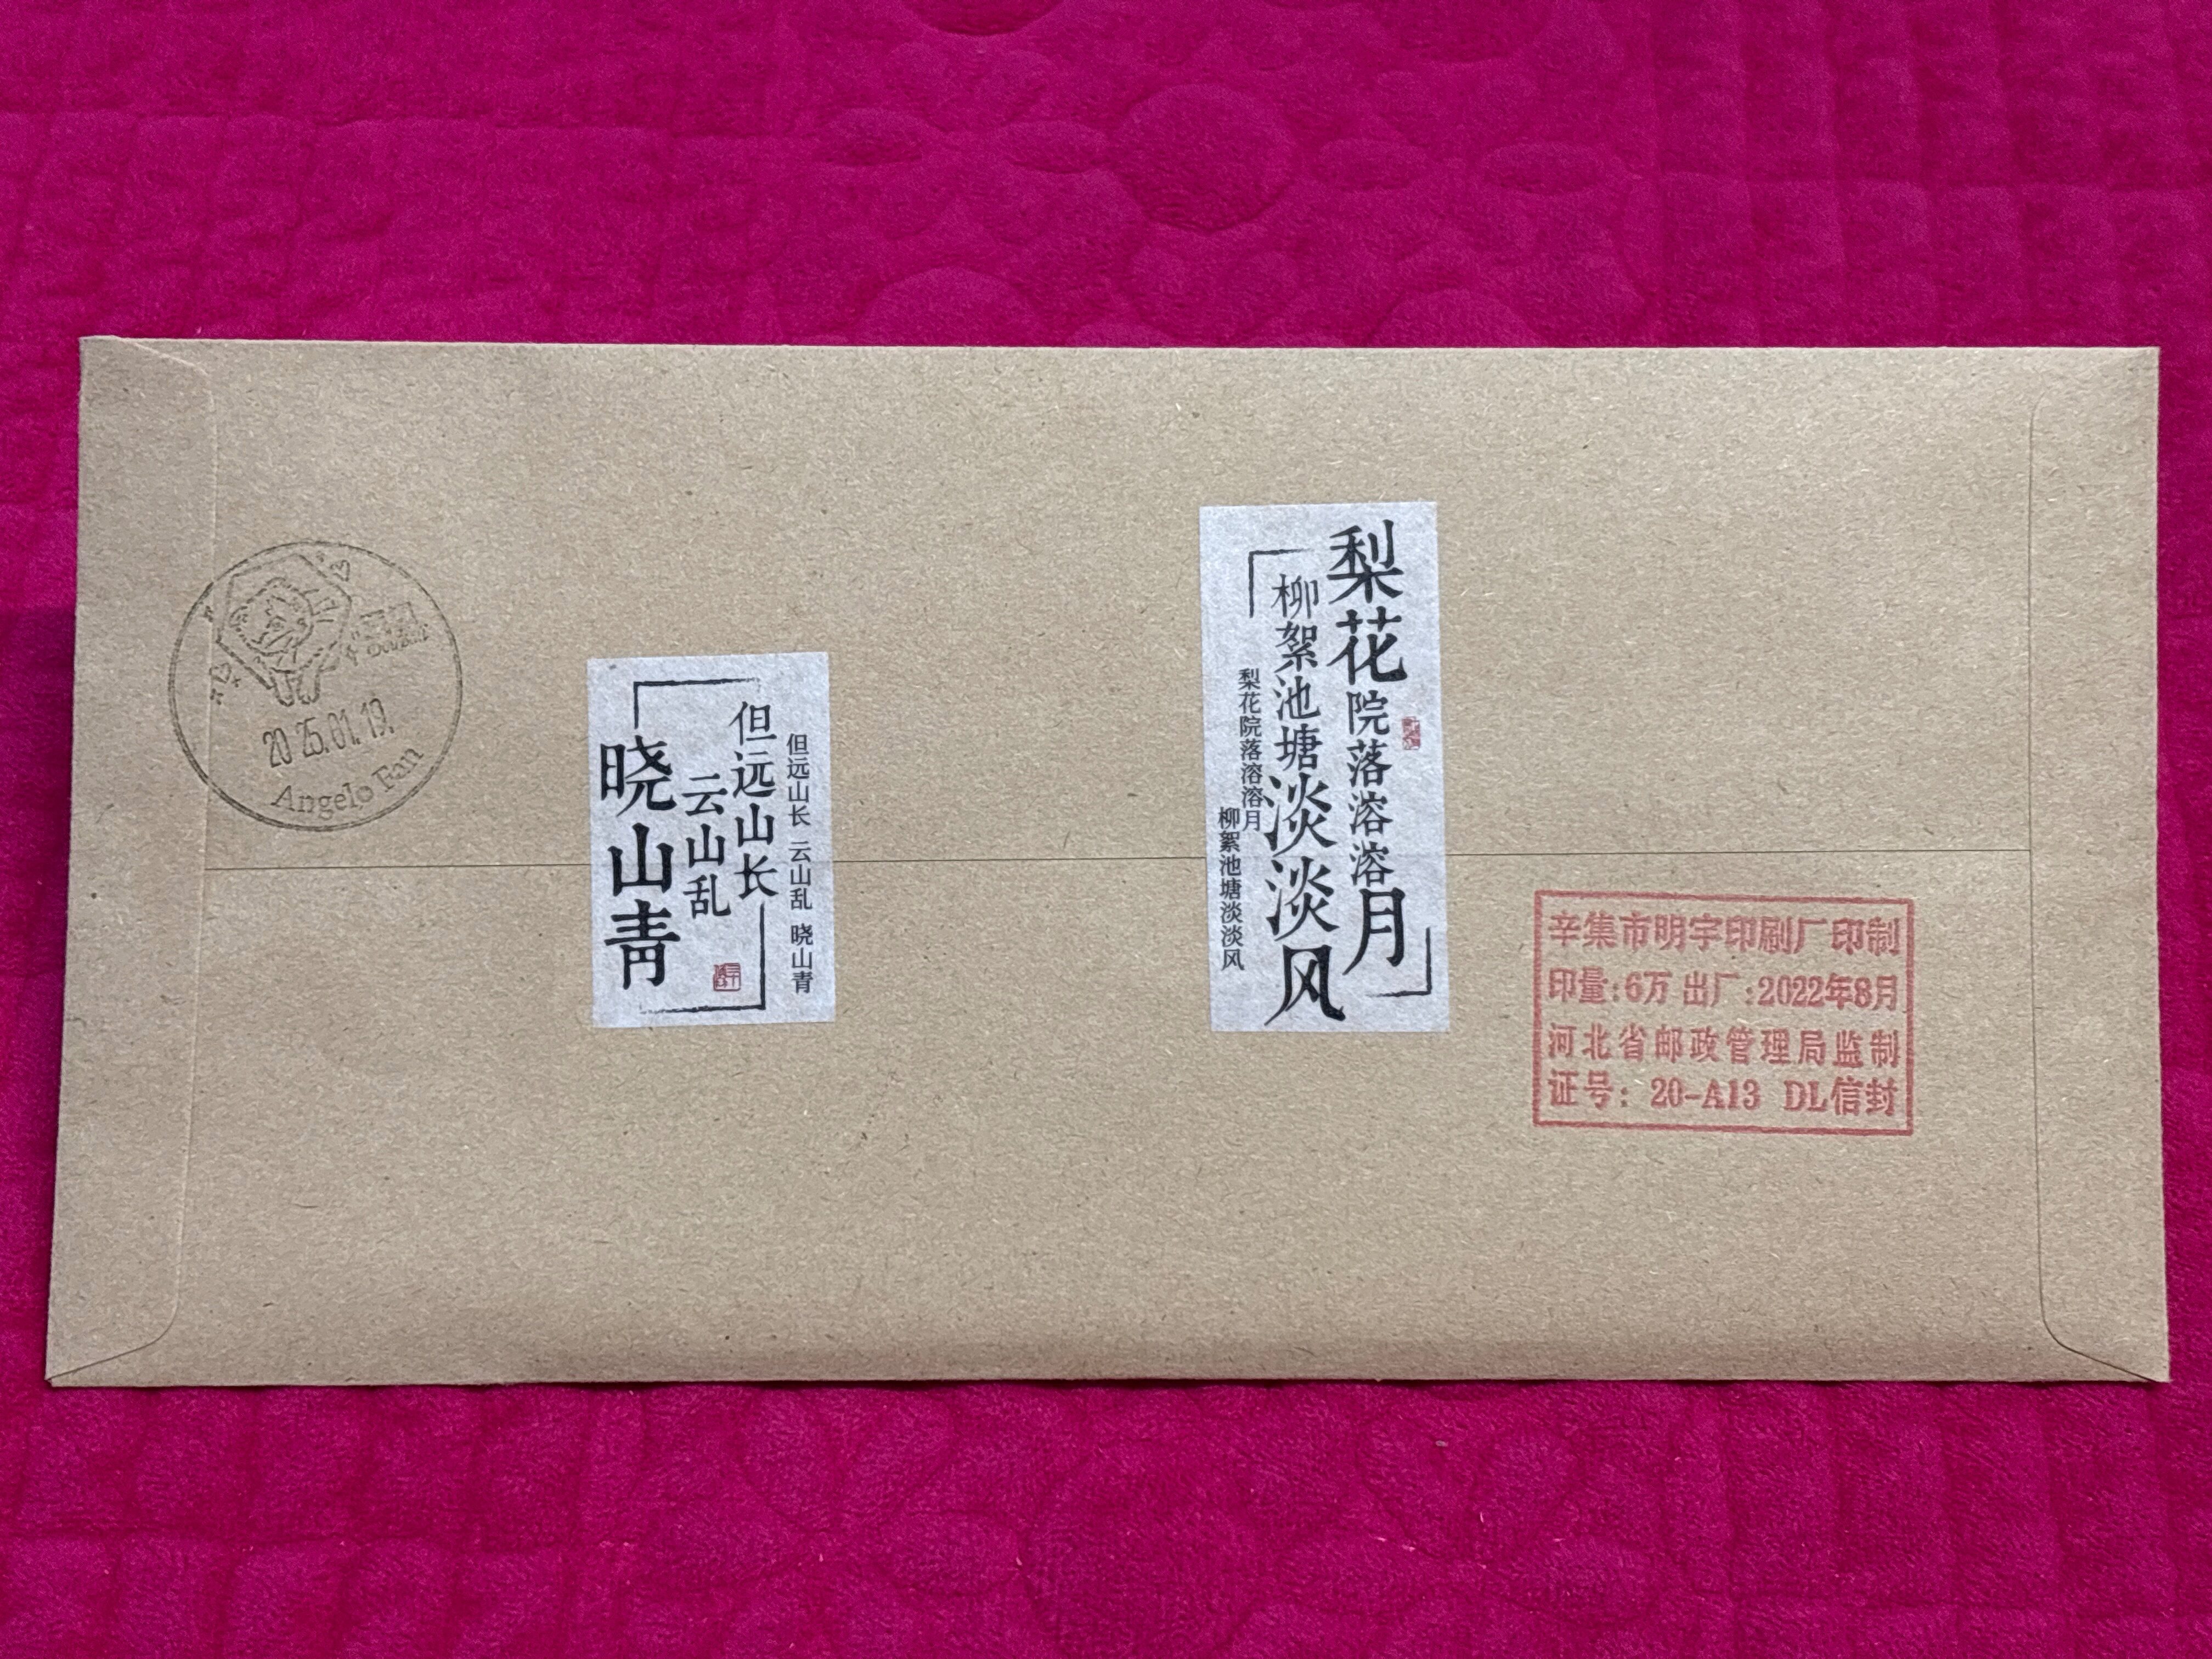 20 25.01.19.
Angelo Fan
但远山长
云山乱
晓山青
但远山长 云山乱 晓山青
梨花院落溶溶月
柳絮池塘淡淡风
梨花院落溶溶月
柳絮池塘淡淡风
辛集市明宇印刷厂印制
印量:6万 出厂:2022年8月
河北省邮政管理局监制
证号: 20-A13 DL信封